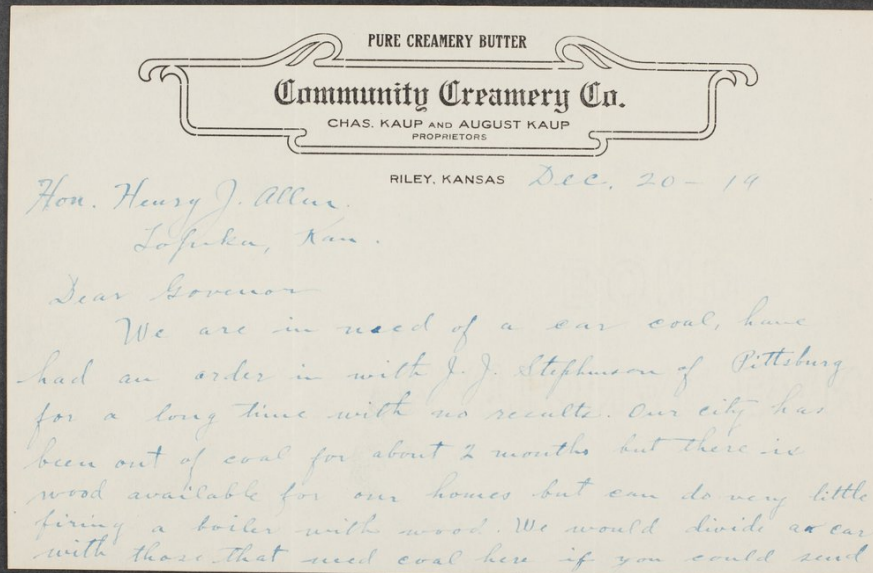 PURE CREAMERY BUTTER
Community Creamery Co.
CHAS. KAUP AND AUGUST KAUP
PROPRIETORS
RILEY, KANSAS Dec. 20 - 19
Hon. Henry J. Allen.
Topeka, Kan.
Dear Govenor
We are in need of a car coal, have
had an order in with J. J. Stephenson of Pittsburg
for a long time with no results. Our city has
been out of coal for about 2 months but there is
wood available for our homes but can do very little
firing a boiler with wood. We would divide a car
with those that need coal here if you could send